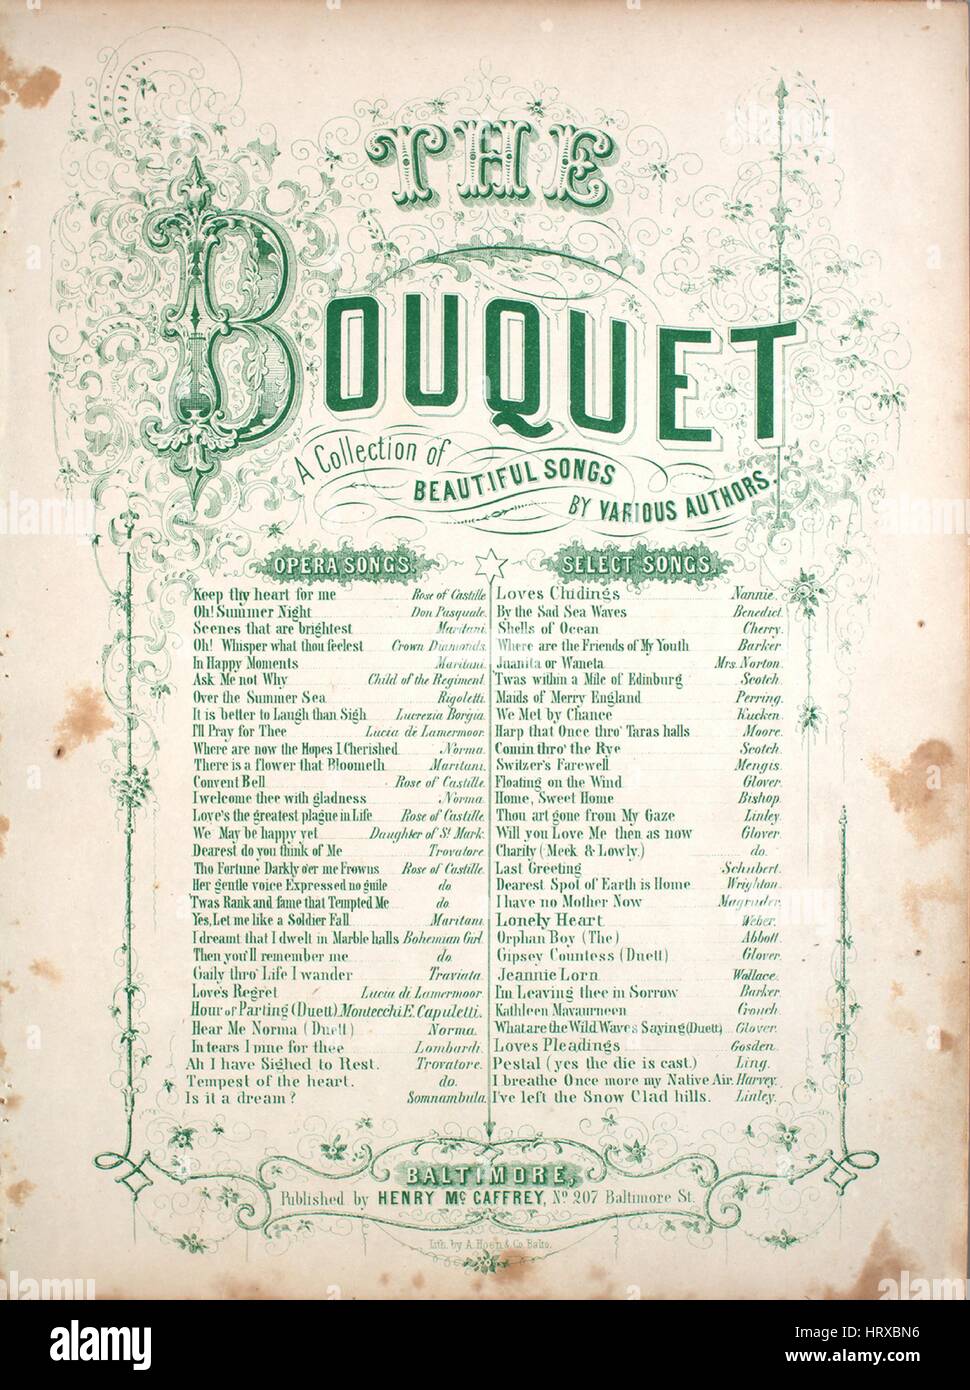 THE
BOUQUET
A Collection of
BEAUTIFUL SONGS
BY VARIOUS AUTHORS.
OPERA SONGS.
Keep thy heart for me Rose of Castille
Oh! Summer Night Don Pasquale.
Scenes that are brightest Maritani.
Oh! Whisper what thou feelest Crown Diamonds.
In Happy Moments Maritani.
Ask Me not Why Child of the Regiment.
Over the Summer Sea Rigoletti.
It is better to Laugh than Sigh Lucrezia Borgia.
I'll Pray for Thee Lucia di Lamermoor.
Where are now the Hopes I Cherished Norma.
There is a flower that Bloometh Maritani.
Convent Bell Rose of Castille.
I welcome thee with gladness Norma.
Love's the greatest plague in Life Rose of Castille.
We May be happy yet Daughter of St Mark.
Dearest do you think of Me Trovatore.
Tho Fortune Darkly o'er me Frowns Rose of Castille.
Her gentle voice Expressed no guile do
'Twas Rank and fame that Tempted Me do.
Yes, Let me like a Soldier Fall Maritani.
I dreamt that I dwelt in Marble halls Bohemian Girl.
Then you'll remember me do.
Gaily thro' Life I wander Traviata.
Love's Regret Lucia di Lamermoor.
Hour of Parting (Duett) Montecchi E. Capuletti.
Hear Me Norma (Duett) Norma.
In tears I pine for thee Lombardi.
Ah I have Sighed to Rest. Trovatore.
Tempest of the heart. do.
Is it a dream? Somnambula.
SELECT SONGS.
Loves Chidings Nannie.
By the Sad Sea Waves Benedict.
Shells of Ocean Cherry.
Where are the Friends of My Youth Barker
Juanita or Waneta Mrs. Norton.
'Twas within a Mile of Edinburg Scotch.
Maids of Merry England Perring.
We Met by Chance Kucken.
Harp that Once thro' Taras halls Moore.
Comin thro' the Rye Scotch.
Switzer's Farewell Mengis.
Floating on the Wind Glover.
Home, Sweet Home Bishop.
Thou art gone from My Gaze Linley.
Will you Love Me then as now Glover.
Charity (Meek & Lowly.) do.
Last Greeting Schubert.
Dearest Spot of Earth is Home Wrighton.
I have no Mother Now Magruder.
Lonely Heart Weber.
Orphan Boy (The) Abbott.
Gipsey Countess (Duett) Glover.
Jeannie Lorn Wallace.
I'm Leaving thee in Sorrow Barker.
Kathleen Mavaurneen Crouch.
What are the Wild Waves Saying (Duett) Glover.
Loves Pleadings Gosden.
Pestal (yes the die is cast.) Ling.
I breathe Once more my Native Air. Harvey.
I've left the Snow Clad hills. Linley.
BALTIMORE,
Published by HENRY Mc CAFFREY, No 207 Baltimore St.
Lith. by A. Hoen & Co. Balto.
alamy
Image ID: HRXBN6
www.alamy.com